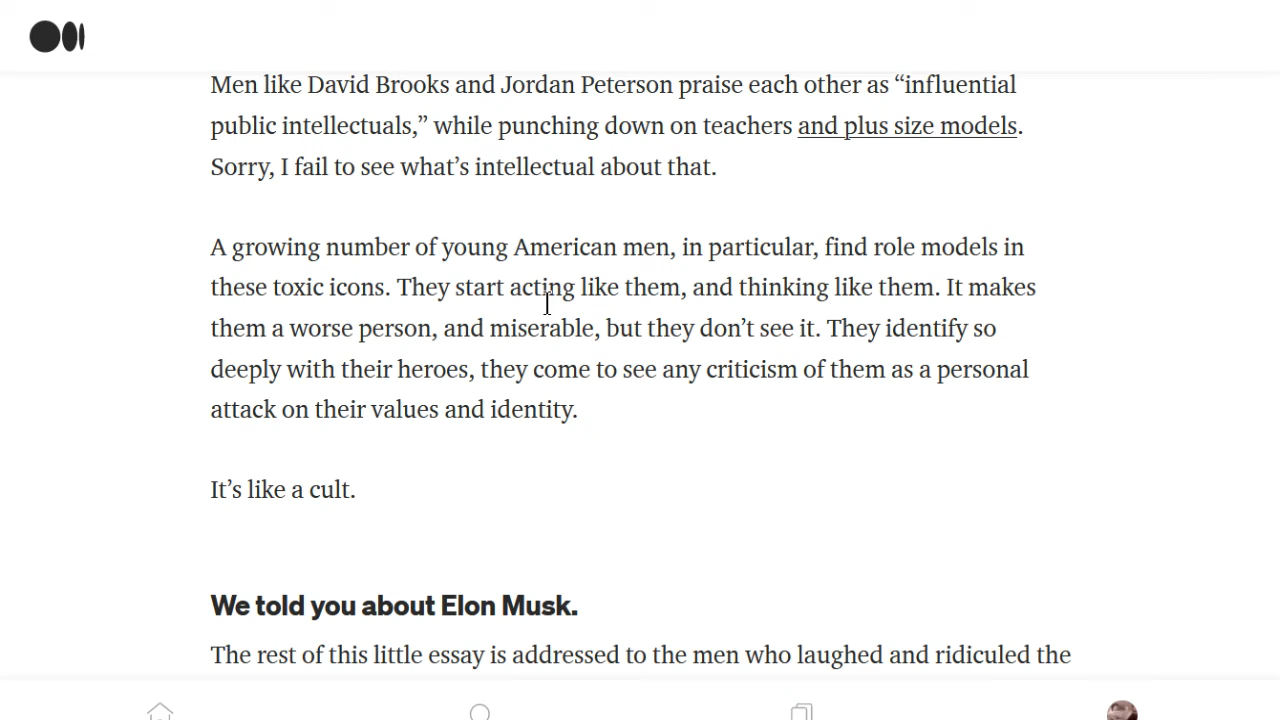 Men like David Brooks and Jordan Peterson praise each other as “influential
public intellectuals,” while punching down on teachers and plus size models.
Sorry, I fail to see what’s intellectual about that.
A growing number of young American men, in particular, find role models in
these toxic icons. They start acting like them, and thinking like them. It makes
them a worse person, and miserable, but they don’t see it. They identify so
deeply with their heroes, they come to see any criticism of them as a personal
attack on their values and identity.
It’s like a cult.
We told you about Elon Musk.
The rest of this little essay is addressed to the men who laughed and ridiculed the